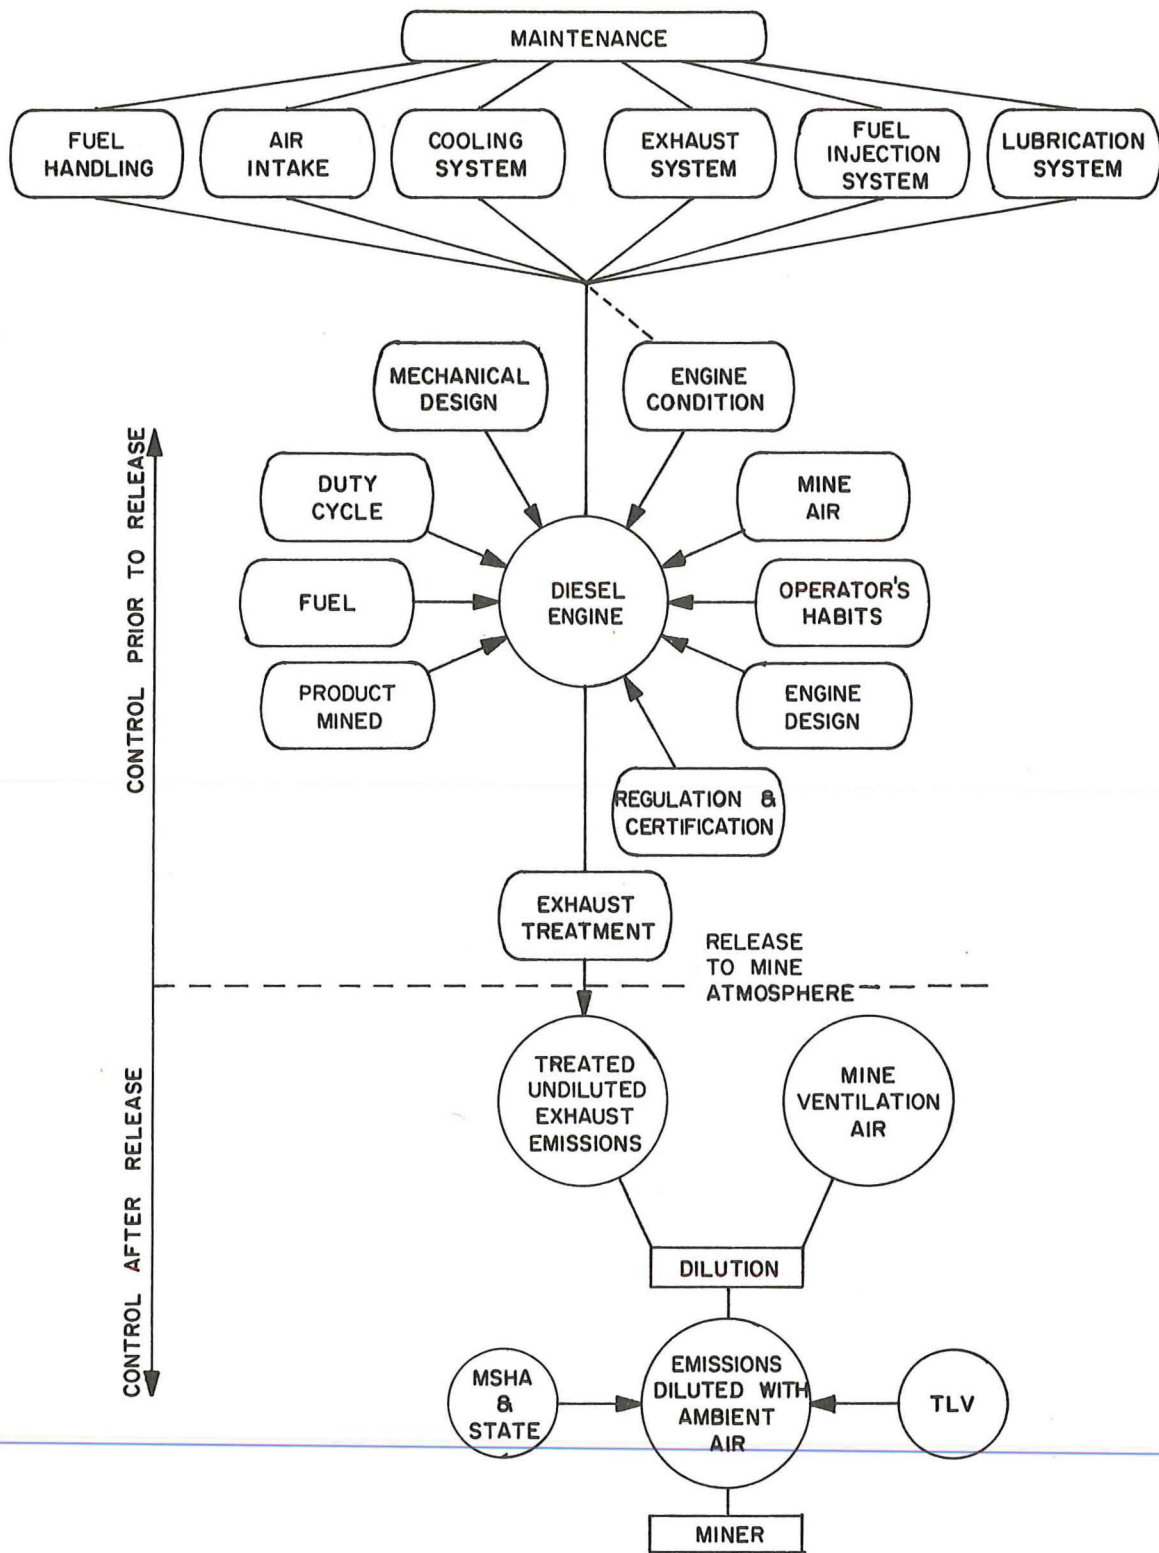 MAINTENANCE
FUEL
HANDLING
AIR
INTAKE
COOLING
SYSTEM
EXHAUST
SYSTEM
FUEL
INJECTION
SYSTEM
LUBRICATION
SYSTEM
MECHANICAL
DESIGN
ENGINE
CONDITION
DUTY
CYCLE
MINE
AIR
FUEL
DIESEL
ENGINE
OPERATOR'S
HABITS
PRODUCT
MINED
ENGINE
DESIGN
REGULATION &
CERTIFICATION
CONTROL PRIOR TO RELEASE
EXHAUST
TREATMENT
RELEASE
TO MINE
ATMOSPHERE
CONTROL AFTER RELEASE
TREATED
UNDILUTED
EXHAUST
EMISSIONS
MINE
VENTILATION
AIR
DILUTION
MSHA
&
STATE
EMISSIONS
DILUTED WITH
AMBIENT
AIR
TLV
MINER